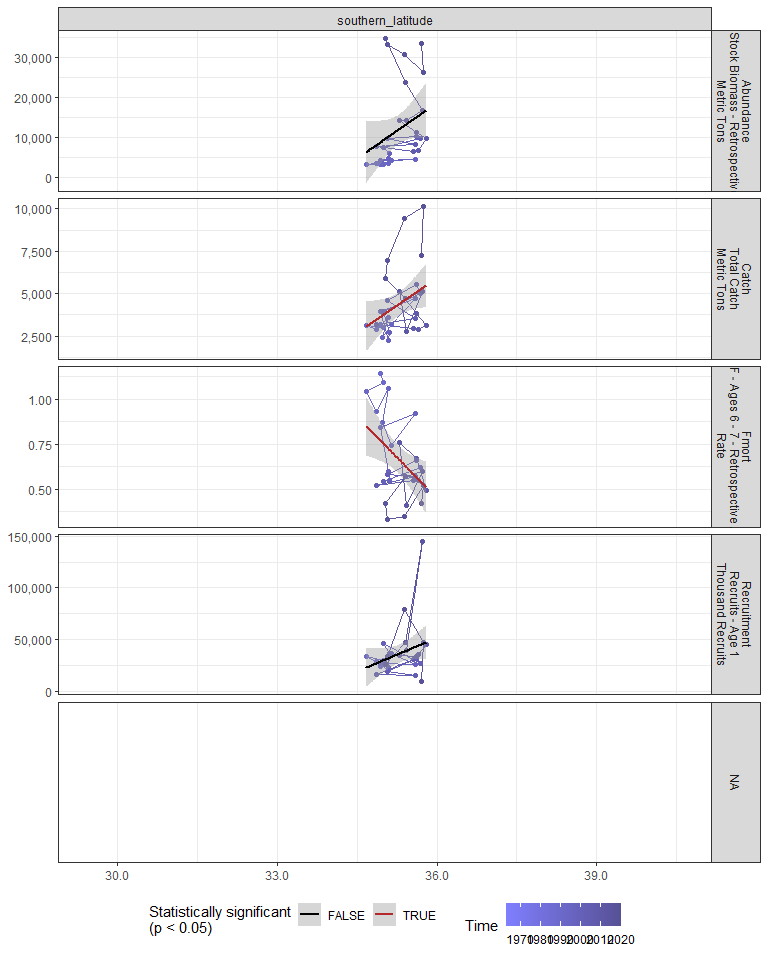 southern_latitude
30,000
20,000
10,000
0
Abundance
Stock Biomass - Retrospectiv
Metric Tons
10,000
7,500
5,000
2,500
Catch
Total Catch
Metric Tons
1.00
0.75
0.50
Fmort
F - Ages 6 - 7 - Retrospective
Rate
150,000
100,000
50,000
0
Recruitment
Recruits - Age 1
Thousand Recruits
NA
30.0 33.0 36.0 39.0
Statistically significant
(p < 0.05)
FALSE TRUE
Time
1970 1980 1990 2000 2010 2020